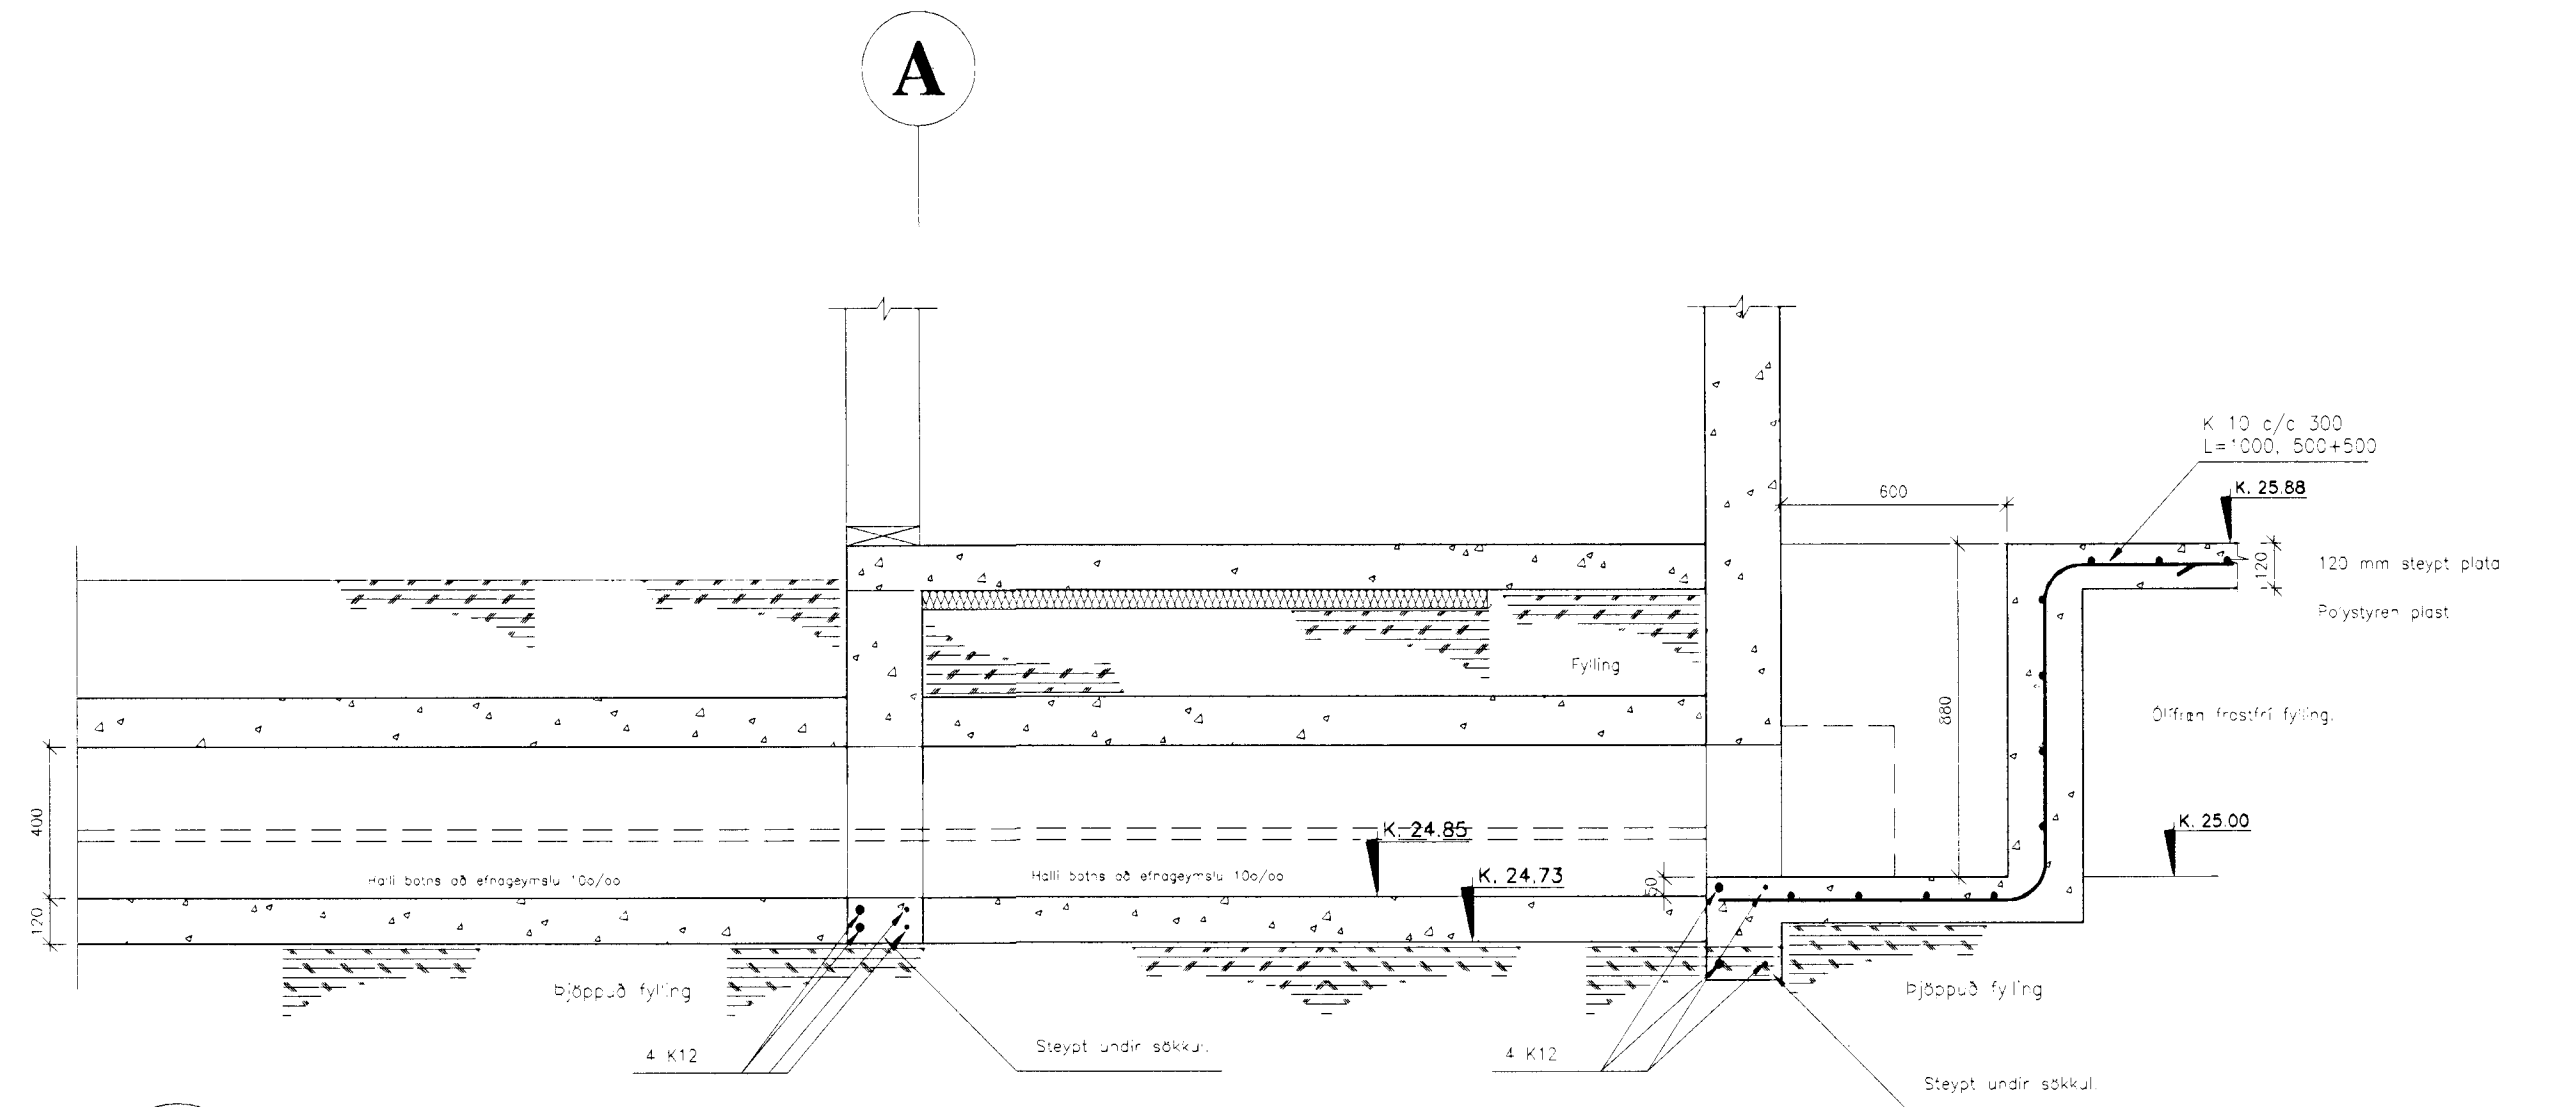 A
K 10 c/c 300
L=1000, 500+500
K. 25.88
600
120
120 mm steypt plata
Polystyren plast
Fylling
880
Ólífræn frostfrí fylling.
400
K. 24.85
K. 25.00
Halli botns að efnageymslu 10o/oo
Halli botns að efnageymslu 10o/oo
K. 24.73
50
120
Þjöppuð fylling
Þjöppuð fylling
4 K12
Steypt undir sökkul.
4 K12
Steypt undir sökkul.